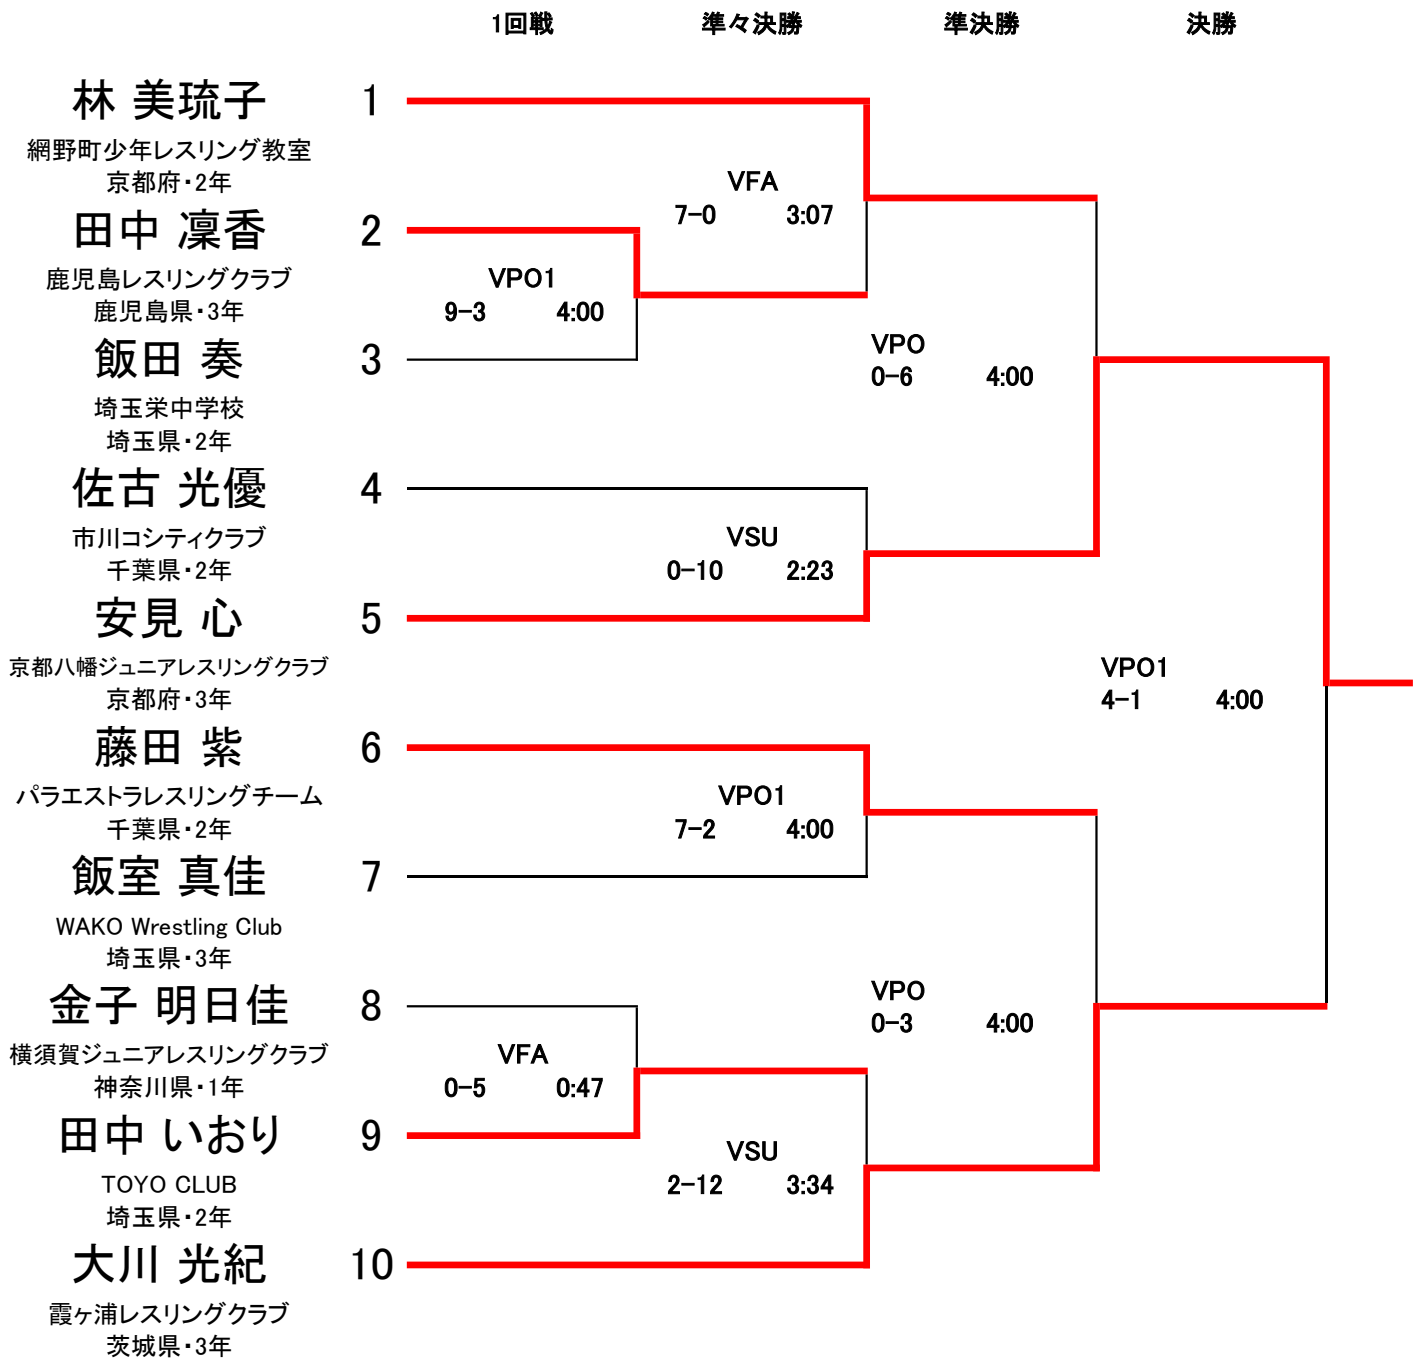 1回戦 準々決勝 準決勝 決勝
林 美琉子 1
網野町少年レスリング教室
京都府・2年
VFA
7-0 3:07
田中 凜香 2
鹿児島レスリングクラブ
鹿児島県・3年
VPO1
9-3 4:00
飯田 奏 3
埼玉栄中学校
埼玉県・2年
VPO
0-6 4:00
佐古 光優 4
市川コシティクラブ
千葉県・2年
VSU
0-10 2:23
安見 心 5
京都八幡ジュニアレスリングクラブ
京都府・3年
VPO1
4-1 4:00
藤田 紫 6
パラエストラレスリングチーム
千葉県・2年
VPO1
7-2 4:00
飯室 真佳 7
WAKO Wrestling Club
埼玉県・3年
VPO
0-3 4:00
金子 明日佳 8
横須賀ジュニアレスリングクラブ
神奈川県・1年
VFA
0-5 0:47
田中 いおり 9
TOYO CLUB
埼玉県・2年
VSU
2-12 3:34
大川 光紀 10
霞ヶ浦レスリングクラブ
茨城県・3年